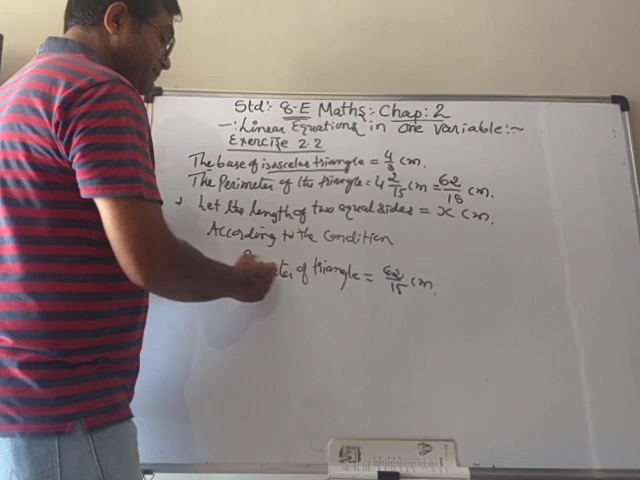 Std:- 8-E Maths:- Chap: 2
-:Linear Equations in One Variable:~
Exercise 2.2
The base of isosceles triangle = 4/3 cm.
The Perimeter of the triangle = 4 2/15 cm = 62/15 cm.
Let the length of two equal sides = x cm.
According to the Condition
of triangle = 62/15 cm.